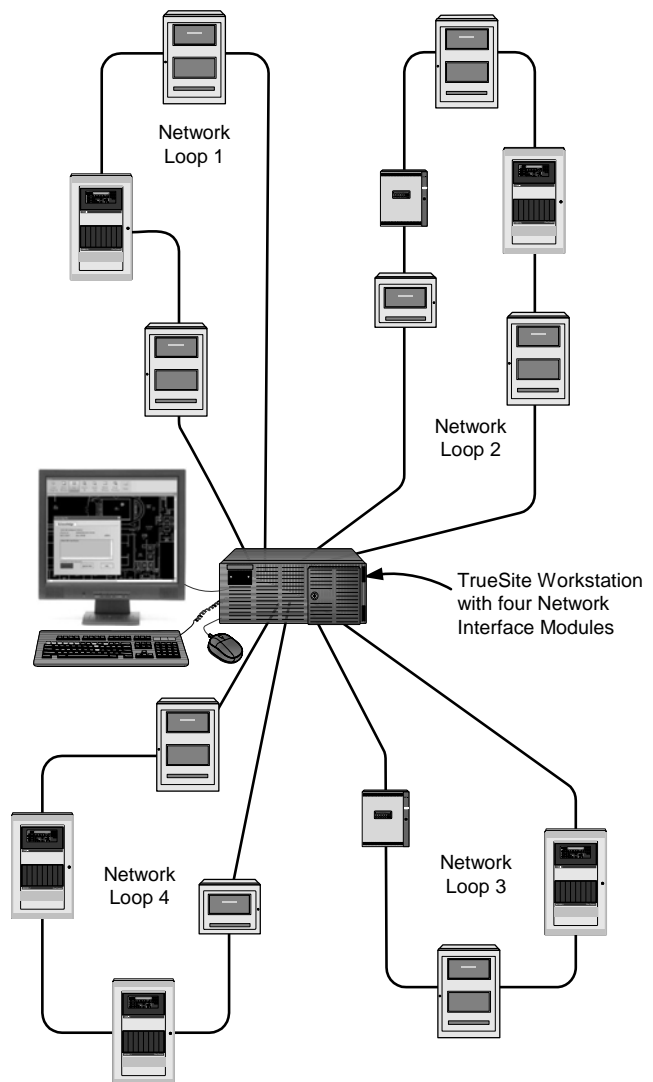 Network
Loop 1
Network
Loop 2
TrueSite Workstation
with four Network
Interface Modules
Network
Loop 4
Network
Loop 3